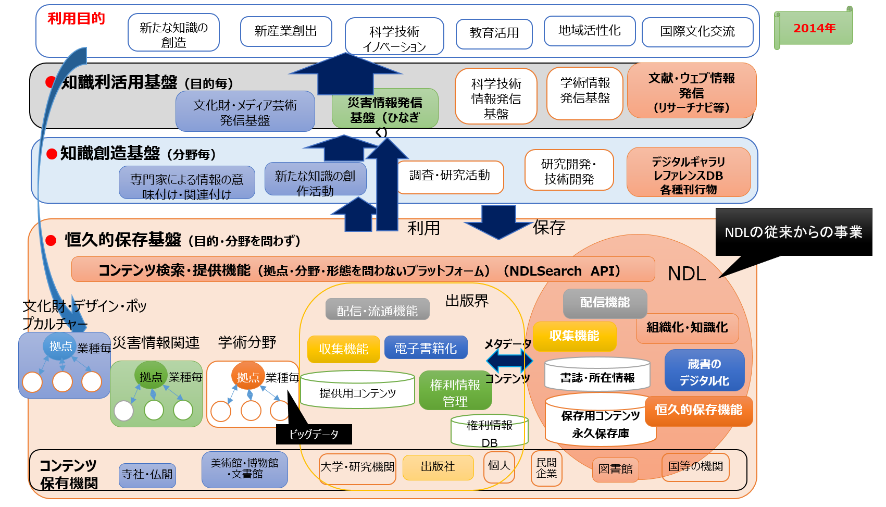 利用目的
新たな知識の
創造
新産業創出
科学技術
イノベーション
教育活用
地域活性化
国際文化交流
2014年
●知識利活用基盤(目的毎)
文化財・メディア芸術
発信基盤
災害情報発信
基盤(ひなぎ
く)
科学技術
情報発信
基盤
学術情報
発信基盤
文献・ウェブ情報
発信
(リサーチナビ等)
●知識創造基盤(分野毎)
専門家による情報の意
味付け・関連付け
新たな知識の創
作活動
調査・研究活動
研究開発・
技術開発
デジタルギャラリ
レファレンスDB
各種刊行物
利用
保存
NDLの従来からの事業
● 恒久的保存基盤(目的・分野を問わず)
コンテンツ検索・提供機能(拠点・分野・形態を問わないプラットフォーム)(NDLSearch API)
NDL
文化財・デザイン・ポッ
プカルチャー
拠点
業種毎
災害情報関連
拠点
業種毎
学術分野
拠点
業種毎
ビッグデータ
出版界
配信・流通機能
収集機能
電子書籍化
提供用コンテンツ
権利情報
管理
権利情報
DB
メタデータ
コンテンツ
配信機能
収集機能
組織化・知識化
書誌・所在情報
蔵書の
デジタル化
保存用コンテンツ
永久保存庫
恒久的保存機能
コンテンツ
保有機関
寺社・仏閣
美術館・博物館
・文書館
大学・研究機関
出版社
個人
民間
企業
図書館
国等の機関